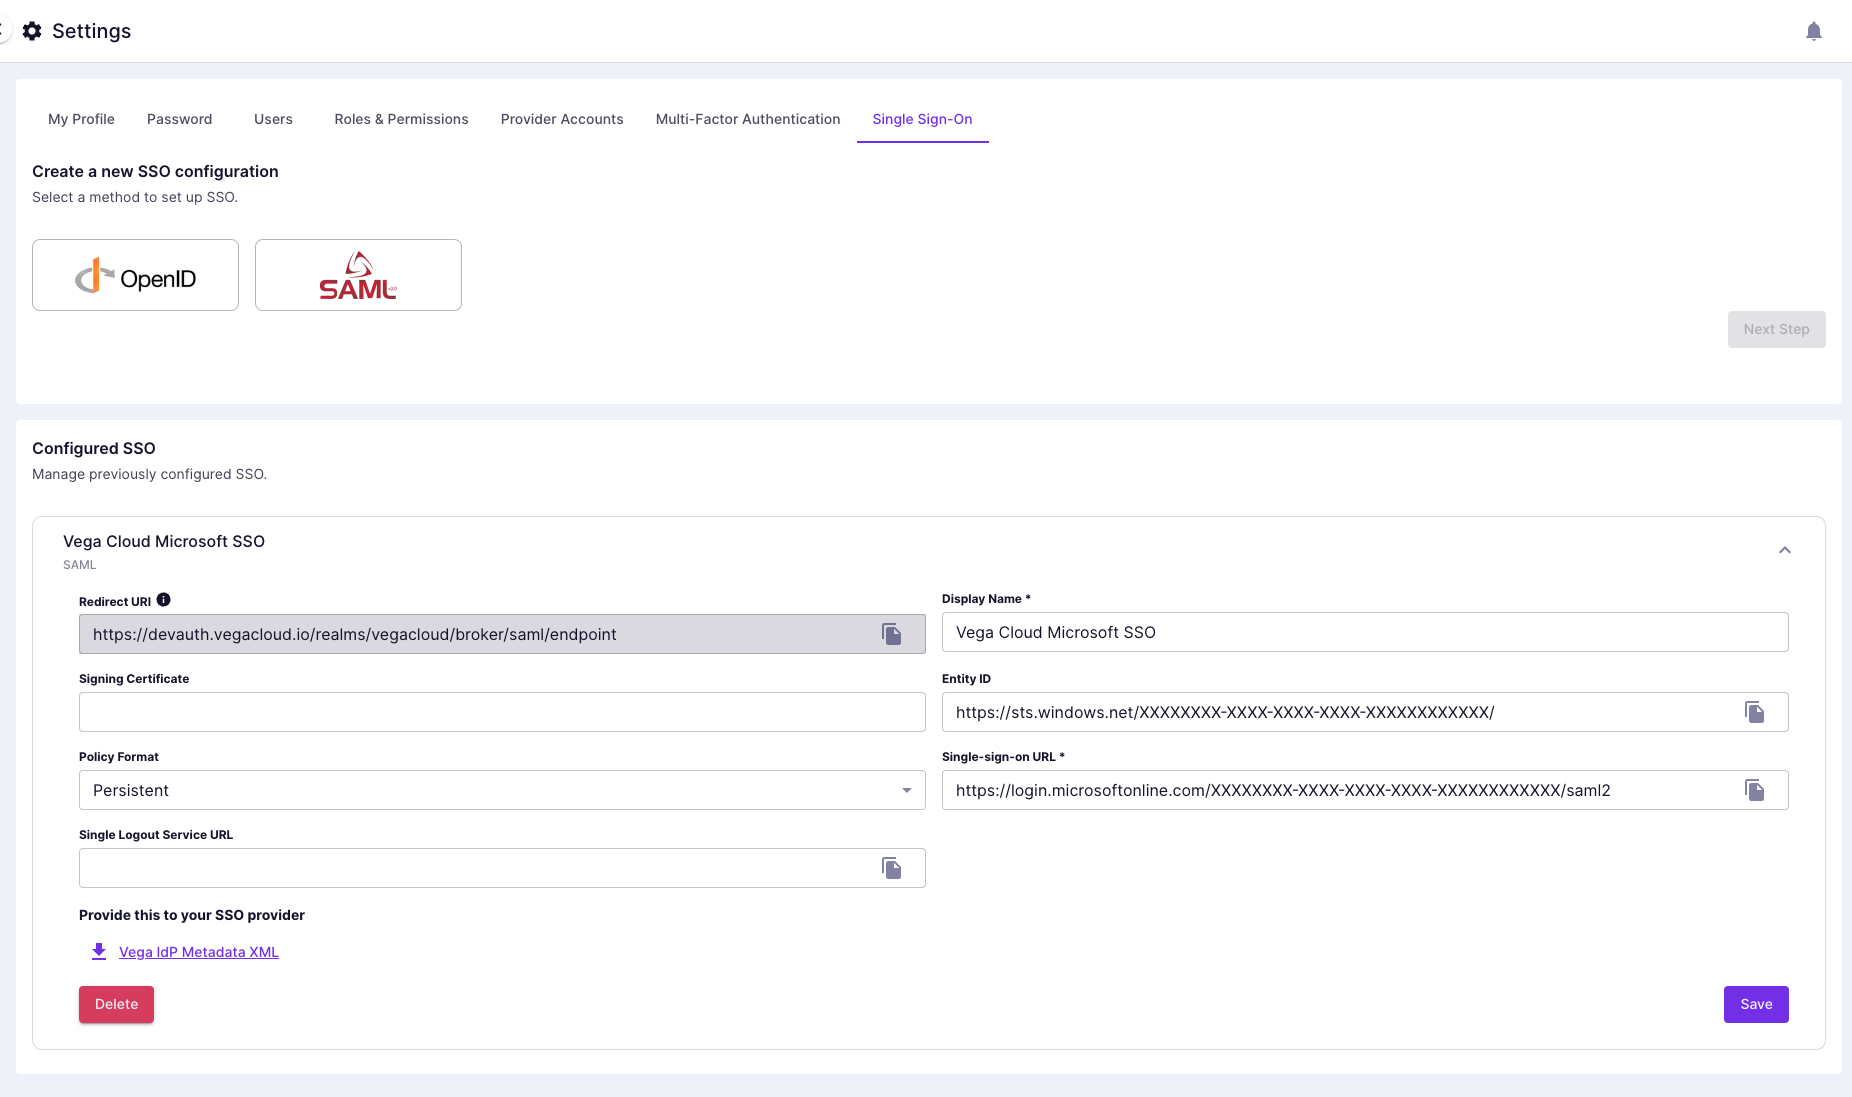 Settings
My Profile Password Users Roles & Permissions Provider Accounts Multi-Factor Authentication Single Sign-On
Create a new SSO configuration
Select a method to set up SSO.
OpenID
SAML v2.0
Next Step
Configured SSO
Manage previously configured SSO.
Vega Cloud Microsoft SSO
SAML
Redirect URI
https://devauth.vegacloud.io/realms/vegacloud/broker/saml/endpoint
Display Name *
Vega Cloud Microsoft SSO
Signing Certificate
Entity ID
https://sts.windows.net/XXXXXXXX-XXXX-XXXX-XXXX-XXXXXXXXXXXX/
Policy Format
Persistent
Single-sign-on URL *
https://login.microsoftonline.com/XXXXXXXX-XXXX-XXXX-XXXX-XXXXXXXXXXXX/saml2
Single Logout Service URL
Provide this to your SSO provider
Vega IdP Metadata XML
Delete
Save